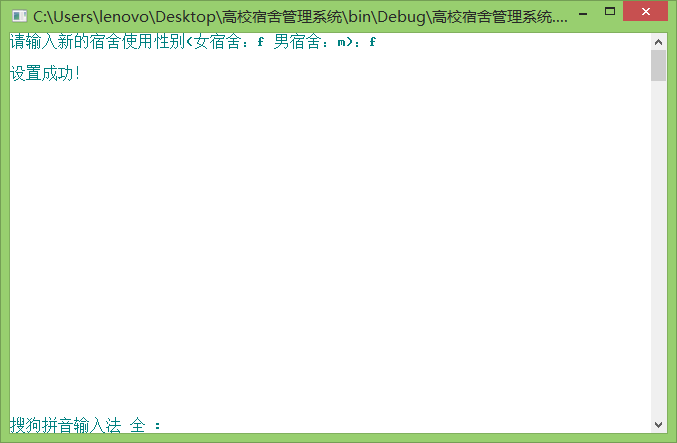 C:\Users\lenovo\Desktop\高校宿舍管理系统\bin\Debug\高校宿舍管理系统....
请输入新的宿舍使用性别(女宿舍：f 男宿舍：m)：f
设置成功！
搜狗拼音输入法 全 ：